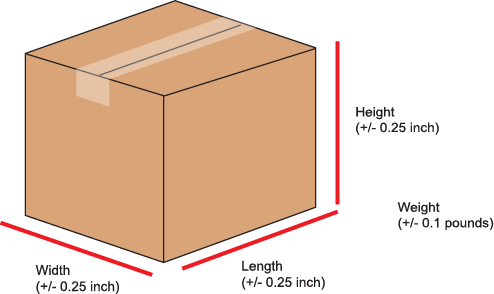 Height
(+/- 0.25 inch)
Weight
(+/- 0.1 pounds)
Width
(+/- 0.25 inch)
Length
(+/- 0.25 inch)